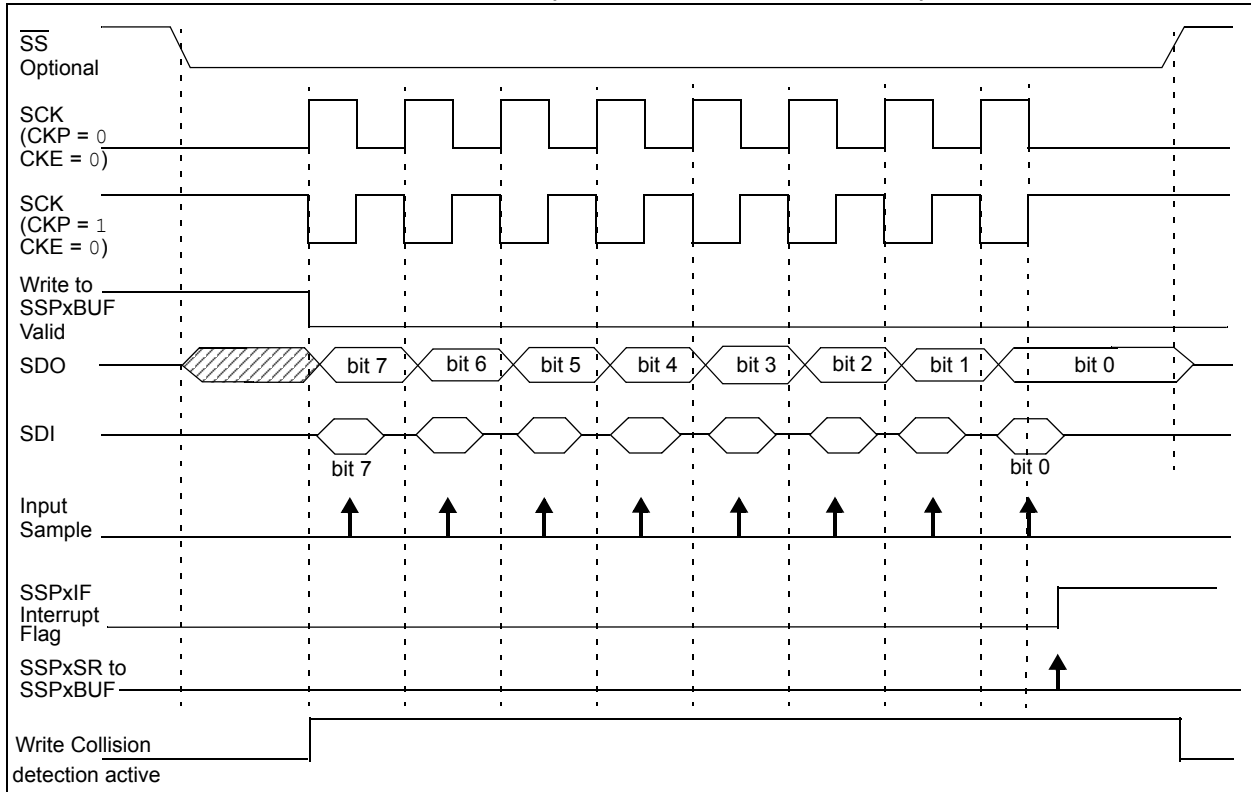 SS
Optional
SCK
(CKP = 0
CKE = 0)
SCK
(CKP = 1
CKE = 0)
Write to
SSPxBUF
Valid
SDO
bit 7 bit 6 bit 5 bit 4 bit 3 bit 2 bit 1 bit 0
SDI
bit 7 bit 0
Input
Sample
SSPxIF
Interrupt
Flag
SSPxSR to
SSPxBUF
Write Collision
detection active